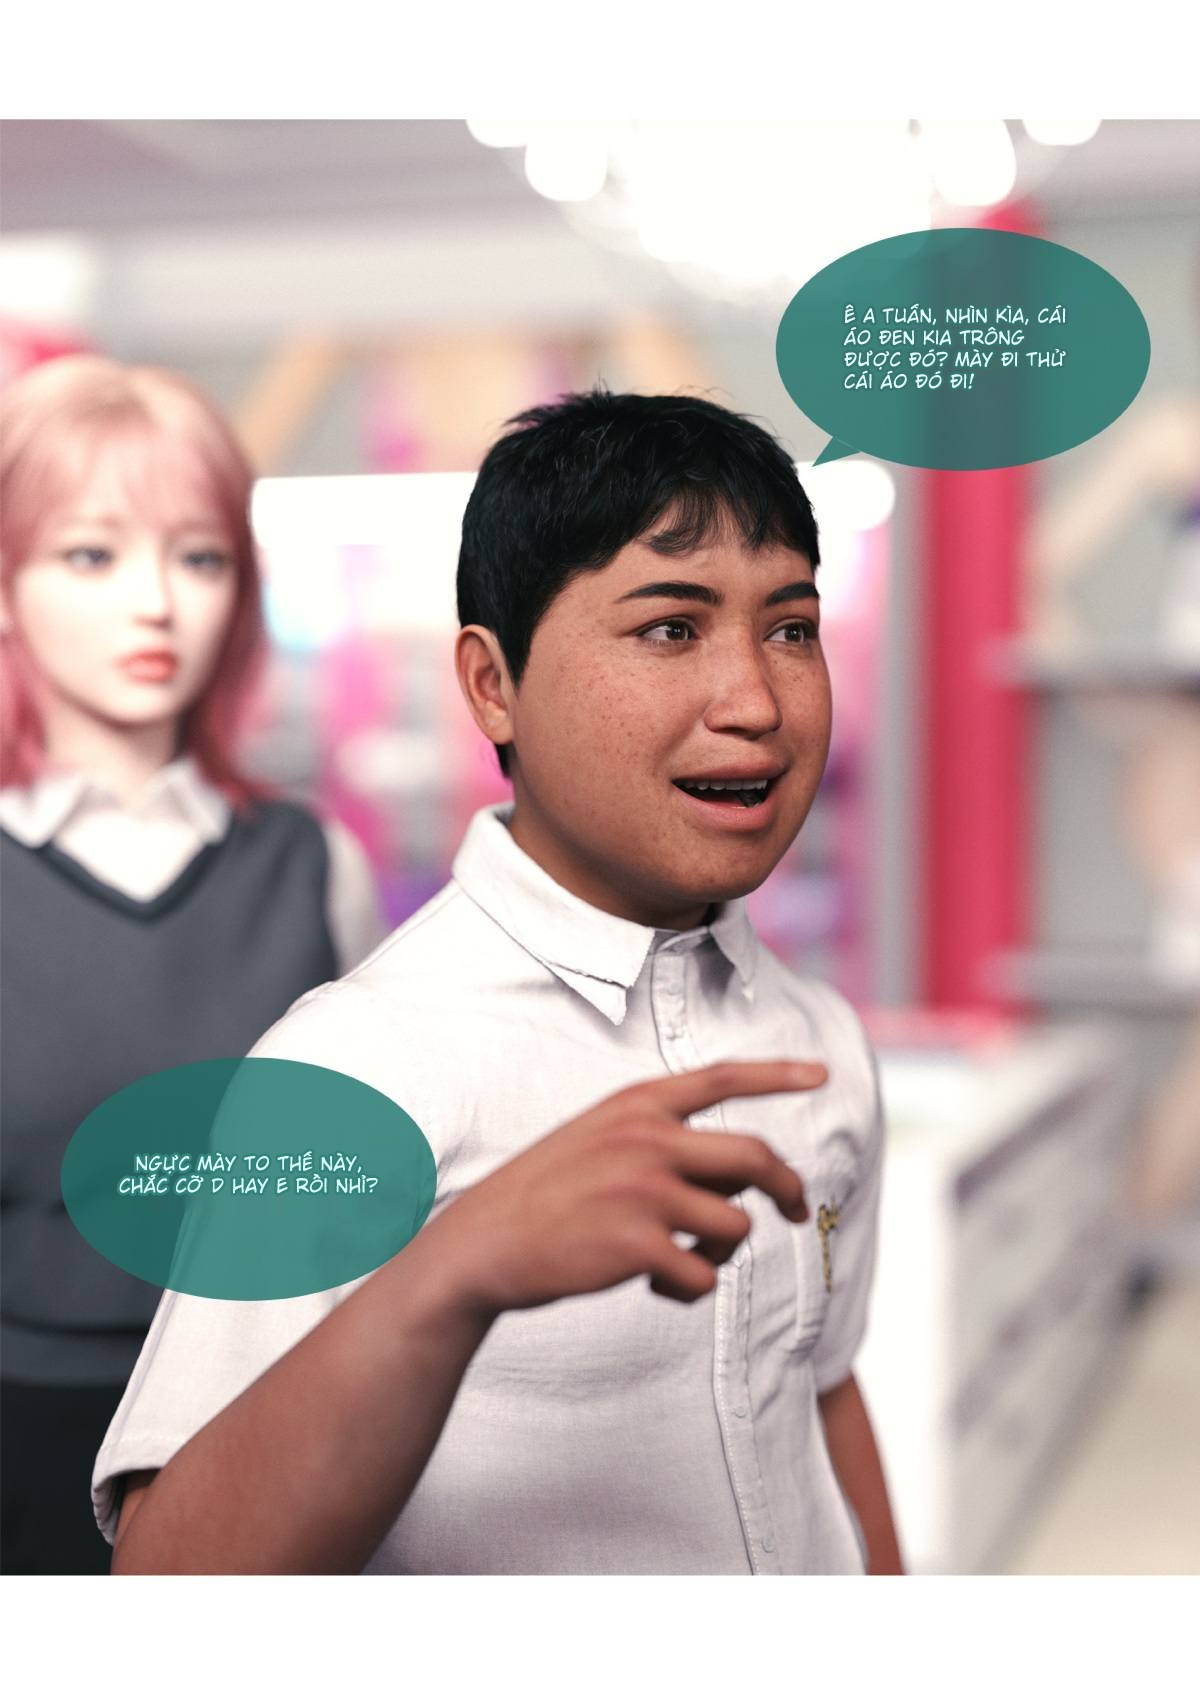 Ê A TUẤN, NHÌN KÌA, CÁI
ÁO ĐEN KIA TRÔNG
ĐƯỢC ĐÓ? MÀY ĐI THỬ
CÁI ÁO ĐÓ ĐI!
NGỰC MÀY TO THẾ NÀY,
CHẮC CỠ D HAY E RỒI NHỈ?